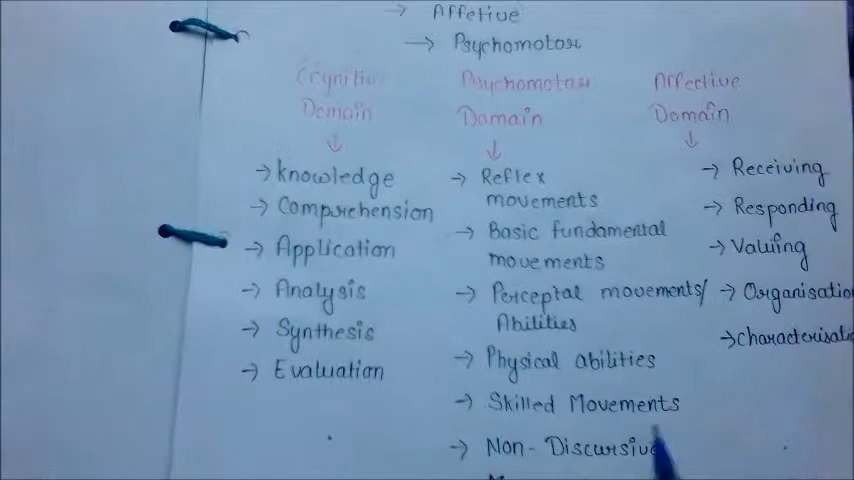 → Affetive
→ Psychomotor
Cognitive Domain
↓
→ knowledge
→ Comprehension
→ Application
→ Analysis
→ Synthesis
→ Evaluation
Psychomotor
Domain
↓
→ Reflex
movements
→ Basic fundamental
movements
→ Perceptal movements/
Abilities
→ Physical abilities
→ Skilled Movements
→ Non-Discursive
Affective
Domain
↓
→ Receiving
→ Responding
→ Valuing
→ Organisatio
→ characterisati